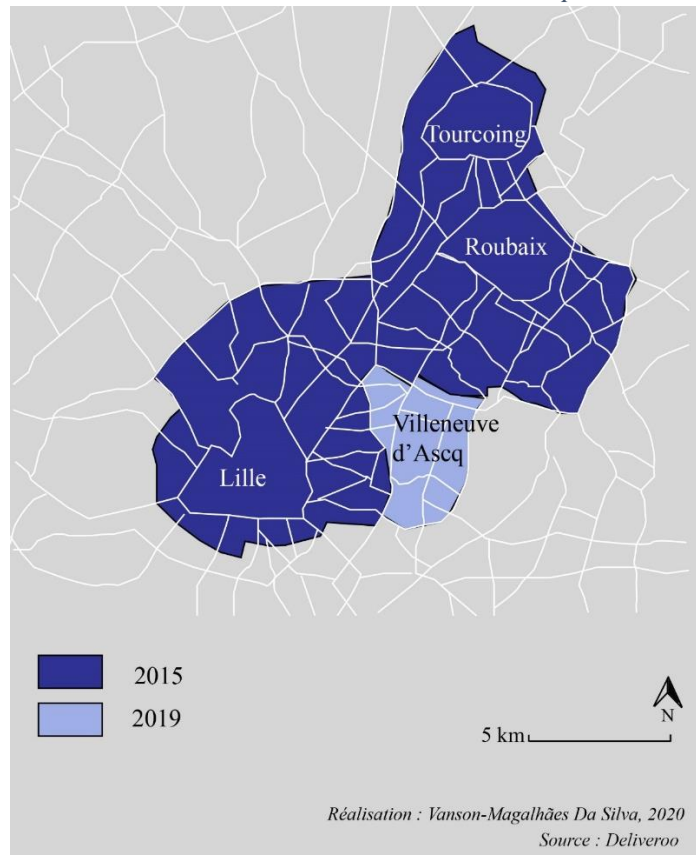 Tourcoing
Roubaix
Villeneuve
d'Ascq
Lille
2015
2019
N
5 km
Réalisation : Vanson-Magalhães Da Silva, 2020
Source : Deliveroo